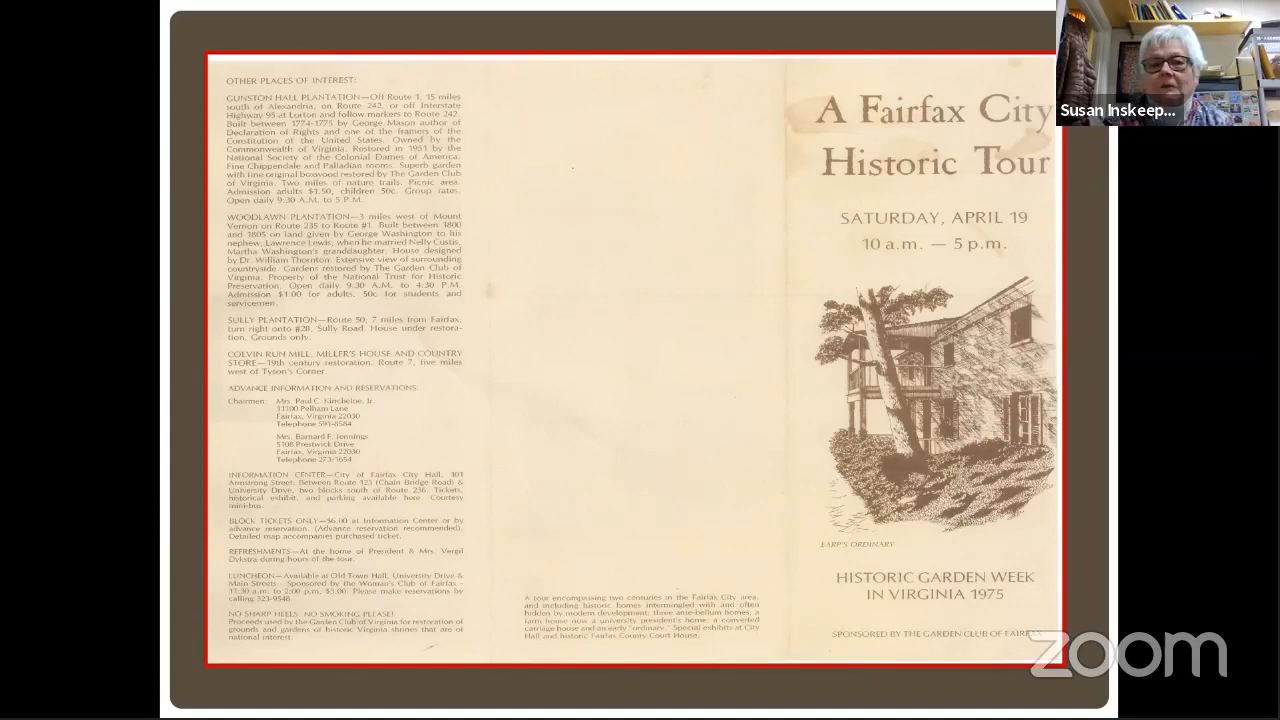 OTHER PLACES OF INTEREST:
GUNSTON HALL PLANTATION—Off Route 1, 15 miles
south of Alexandria, on Route 242, or off Interstate
Highway 95 at Lorton and follow markers to Route 242.
Built between 1774-1775 by George Mason author of
Declaration of Rights and one of the framers of the
Constitution of the United States. Owned by the
Commonwealth of Virginia. Restored in 1951 by the
National Society of the Colonial Dames of America.
Fine Chippendale and Palladian rooms. Superb garden
with fine original boxwood restored by The Garden Club
of Virginia. Two miles of nature trails. Picnic area.
Admission adults $1.50, children 50c. Group rates.
Open daily 9:30 A.M. to 5 P.M.
WOODLAWN PLANTATION—3 miles west of Mount
Vernon on Route 235 to Route #1. Built between 1800
and 1805 on land given by George Washington to his
nephew, Lawrence Lewis, when he married Nelly Custis,
Martha Washington's granddaughter. House designed
by Dr. William Thornton. Extensive view of surrounding
countryside. Gardens restored by The Garden Club of
Virginia. Property of the National Trust for Historic
Preservation. Open daily 9:30 A.M. to 4:30 P.M.
Admission $1.00 for adults, 50c for students and
servicemen.
SULLY PLANTATION—Route 50, 7 miles from Fairfax,
turn right onto #28, Sully Road. House under restora-
tion. Grounds only.
COLVIN RUN MILL, MILLER'S HOUSE AND COUNTRY
STORE—19th century restoration. Route 7, five miles
west of Tyson's Corner
ADVANCE INFORMATION AND RESERVATIONS:
Chairmen: Mrs. Paul C. Kincheloe, Jr.
11100 Pelham Lane
Fairfax, Virginia 22030
Telephone 591-8584
Mrs. Barnard F. Jennings
5108 Prestwick Drive
Fairfax, Virginia 22030
Telephone 273-1654
INFORMATION CENTER—City of Fairfax City Hall, 101
Armstrong Street; Between Route 123 (Chain Bridge Road) &
University Drive, two blocks south of Route 236. Tickets,
historical exhibit, and parking available here. Courtesy
mini-bus.
BLOCK TICKETS ONLY—$6.00 at Information Center or by
advance reservation. (Advance reservation recommended).
Detailed map accompanies purchased ticket.
REFRESHMENTS—At the home of President & Mrs. Vergil
Dykstra during hours of the tour.
LUNCHEON—Available at Old Town Hall, University Drive &
Main Streets - Sponsored by the Woman's Club of Fairfax -
11:30 a.m. to 2:00 p.m. $3.00. Please make reservations by
calling 323-9548.
NO SHARP HEELS, NO SMOKING PLEASE!
Proceeds used by the Garden Club of Virginia for restoration of
grounds and gardens of historic Virginia shrines that are of
national interest.
A tour encompassing two centuries in the Fairfax City area,
and including historic homes intermingled with and often
hidden by modern development; three ante-bellum homes, a
farm house now a university president's home; a converted
carriage house and an early "ordinary." Special exhibits at City
Hall and historic Fairfax County Court House.
A Fairfax City
Historic Tour
SATURDAY, APRIL 19
10 a.m. — 5 p.m.
EARP'S ORDINARY
HISTORIC GARDEN WEEK
IN VIRGINIA 1975
SPONSORED BY THE GARDEN CLUB OF FAIRFAX
Susan Inskeep...
zoom